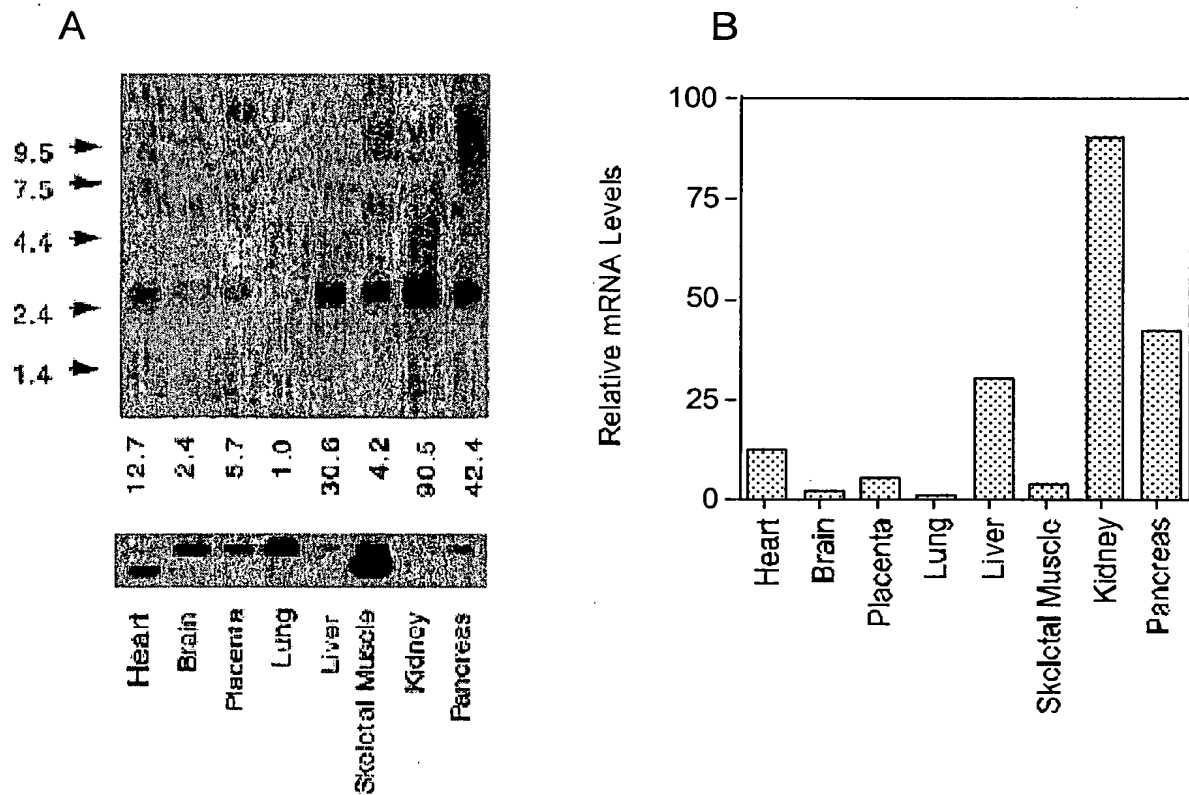 A
9.5
7.5
4.4
2.4
1.4
12.7
2.4
5.7
1.0
30.6
4.2
90.5
42.4
Heart
Brain
Placenta
Lung
Liver
Skelctal Muscle
Kidney
Pancreas
B
Relative mRNA Levels
100
75
50
25
0
Heart
Brain
Placenta
Lung
Liver
Skelctal Muscle
Kidney
Pancreas